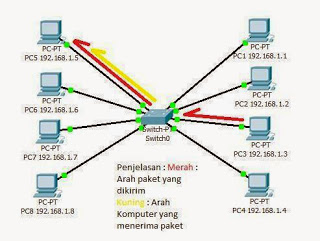 PC-PT
PC5 192.168.1.5
PC-PT
PC1 192.168.1.1
PC-PT
PC6 192.168.1.6
PC-PT
PC2 192.168.1.2
Switch-PT
Switch0
PC-PT
PC7 192.168.1.7
PC-PT
PC3 192.168.1.3
PC-PT
PC8 192.168.1.8
PC-PT
PC4 192.168.1.4
Penjelasan : Merah :
Arah paket yang
dikirim
Kuning : Arah
Komputer yang
menerima paket